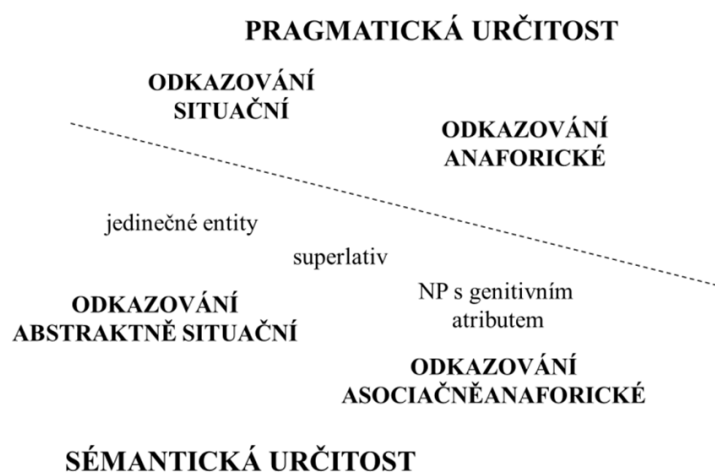 PRAGMATICKÁ URČITOST
ODKAZOVÁNÍ
SITUAČNÍ
ODKAZOVÁNÍ
ANAFORICKÉ
jedinečné entity
superlativ
NP s genitivním
atributem
ODKAZOVÁNÍ
ABSTRAKTNĚ SITUAČNÍ
ODKAZOVÁNÍ
ASOCIAČNĚANAFORICKÉ
SÉMANTICKÁ URČITOST